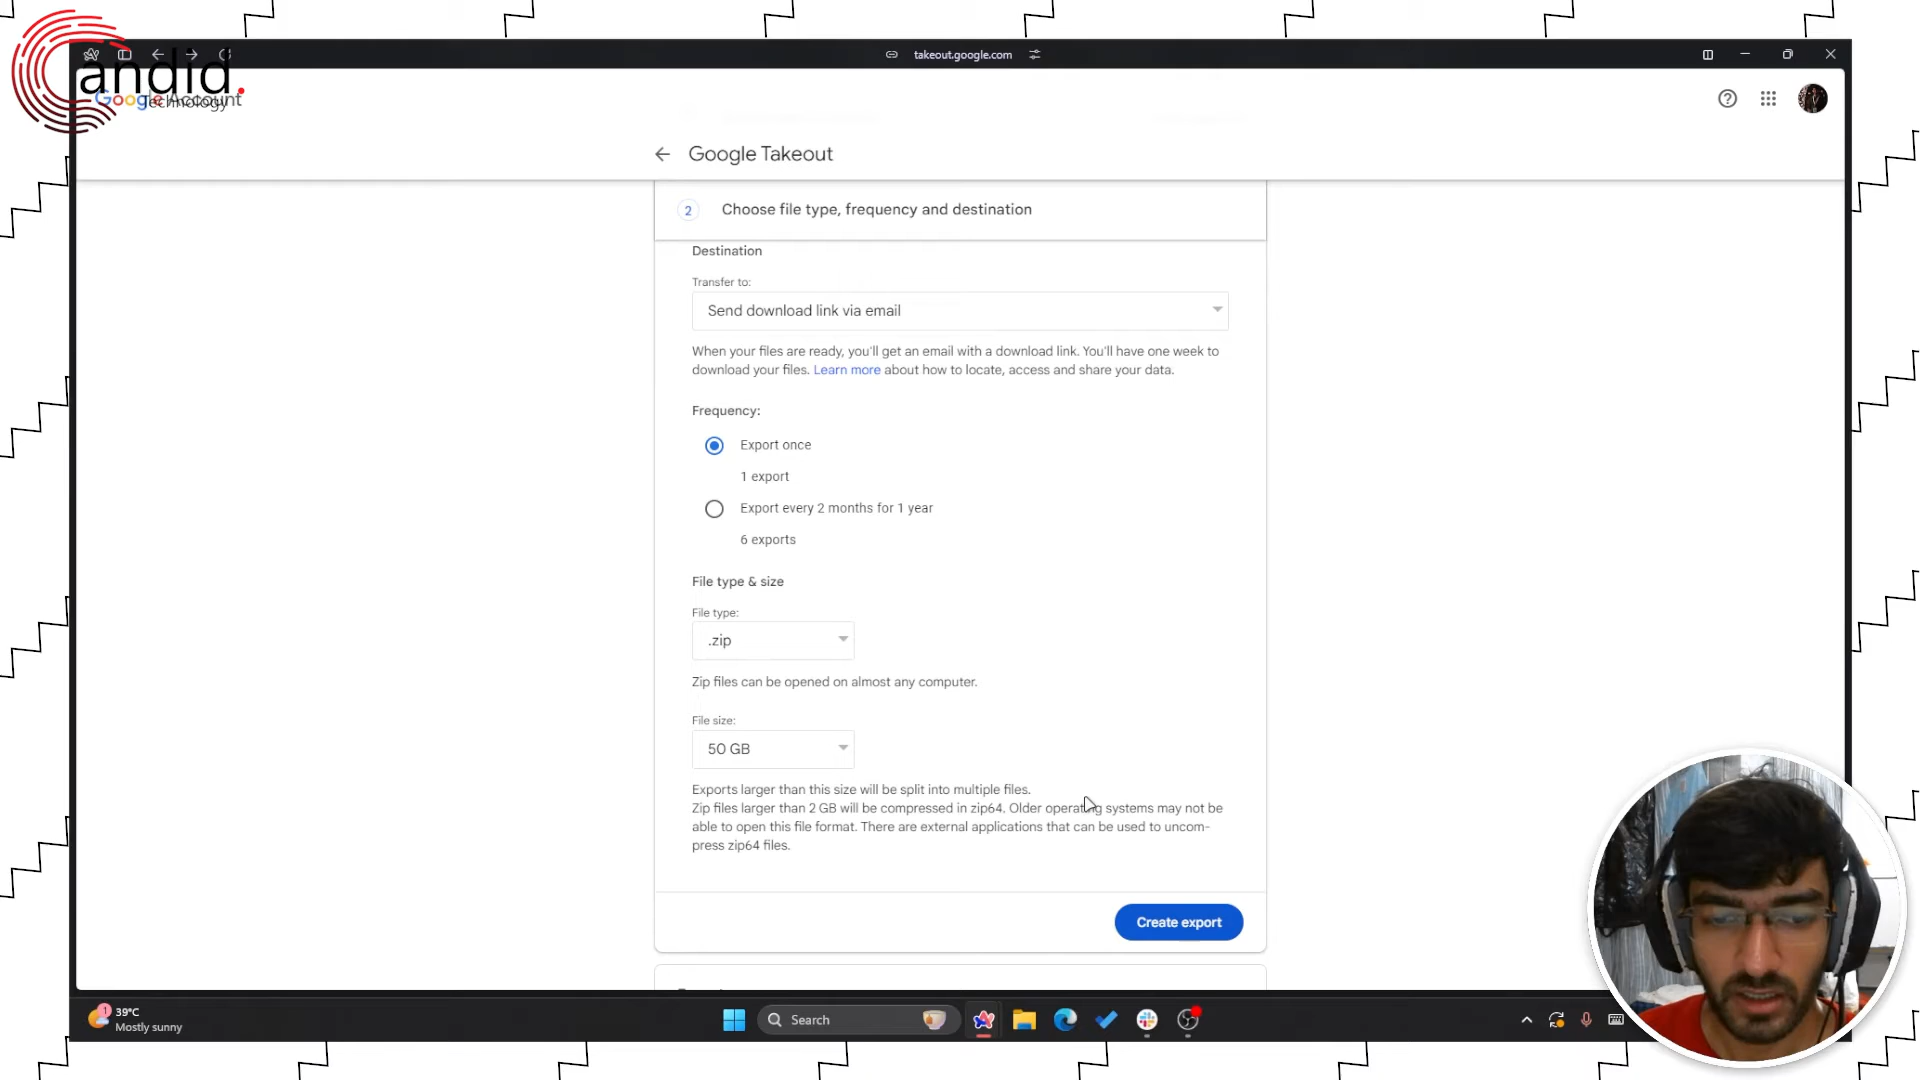 takeout.google.com
andid.
Technology
Google Account
Google Takeout
2 Choose file type, frequency and destination
Destination
Transfer to:
Send download link via email
When your files are ready, you'll get an email with a download link. You'll have one week to
download your files. Learn more about how to locate, access and share your data.
Frequency:
Export once
1 export
Export every 2 months for 1 year
6 exports
File type & size
File type:
.zip
Zip files can be opened on almost any computer.
File size:
50 GB
Exports larger than this size will be split into multiple files.
Zip files larger than 2 GB will be compressed in zip64. Older operating systems may not be
able to open this file format. There are external applications that can be used to uncom-
press zip64 files.
Create export
1
39°C
Mostly sunny
Search